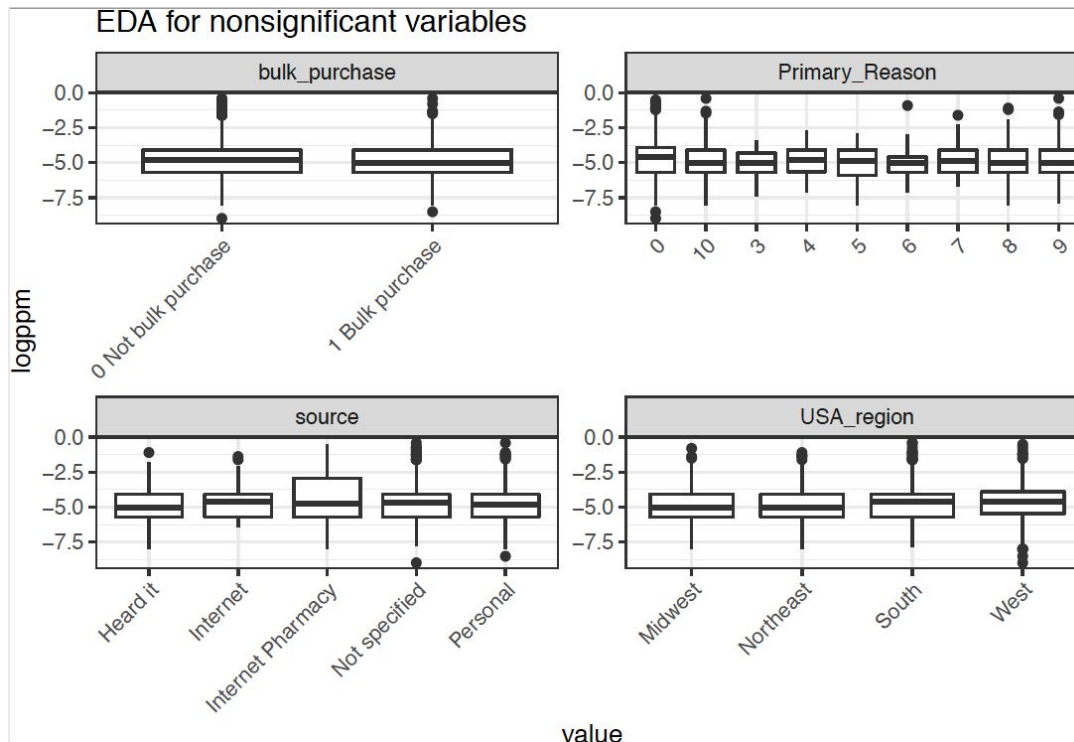 EDA for nonsignificant variables
bulk_purchase
Primary_Reason
0.0
−2.5
−5.0
−7.5
0 Not bulk purchase
1 Bulk purchase
0.0
−2.5
−5.0
−7.5
0
10
3
4
5
6
7
8
9
logppm
source
USA_region
0.0
−2.5
−5.0
−7.5
Heard it
Internet
Internet Pharmacy
Not specified
Personal
0.0
−2.5
−5.0
−7.5
Midwest
Northeast
South
West
value